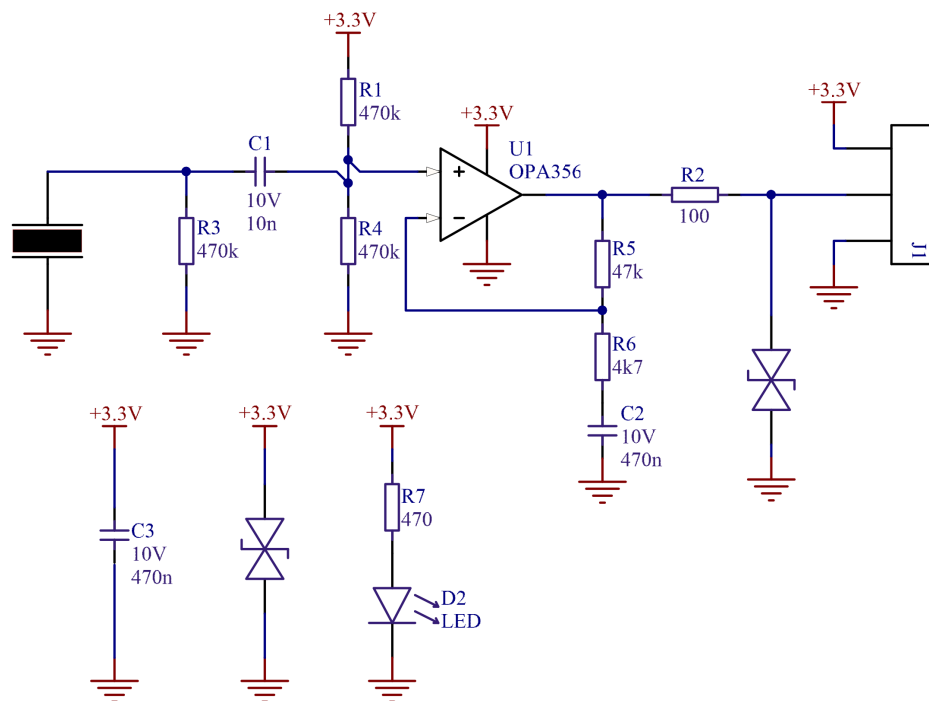 +3.3V
R1
470k
+3.3V
C1
10V
10n
+
−
U1
OPA356
R3
470k
R4
470k
R2
100
+3.3V
J1
R5
47k
R6
4k7
C2
10V
470n
+3.3V
C3
10V
470n
+3.3V
+3.3V
R7
470
D2
LED